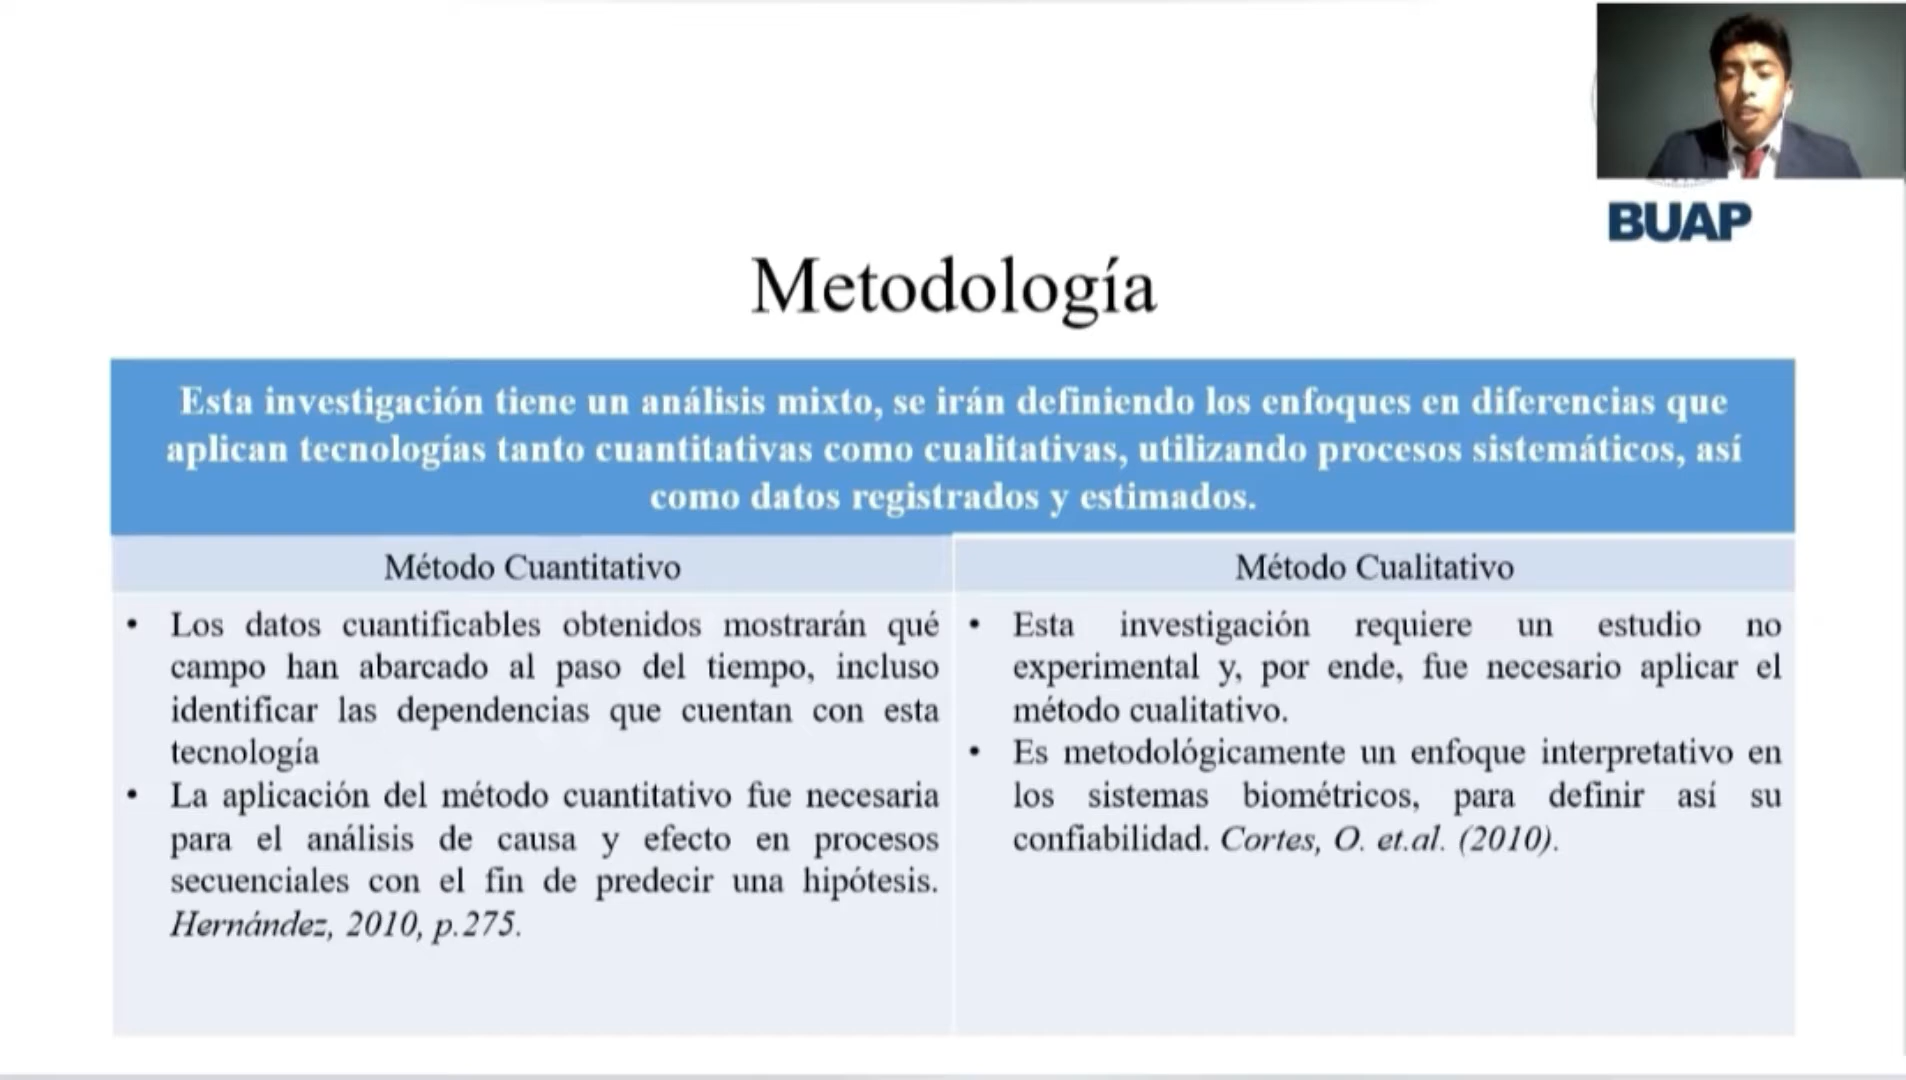 BUAP
Metodología
Esta investigación tiene un análisis mixto, se irán definiendo los enfoques en diferencias que
aplican tecnologías tanto cuantitativas como cualitativas, utilizando procesos sistemáticos, así
como datos registrados y estimados.
Método Cuantitativo
• Los datos cuantificables obtenidos mostrarán qué
campo han abarcado al paso del tiempo, incluso
identificar las dependencias que cuentan con esta
tecnología
• La aplicación del método cuantitativo fue necesaria
para el análisis de causa y efecto en procesos
secuenciales con el fin de predecir una hipótesis.
Hernández, 2010, p.275.
Método Cualitativo
• Esta investigación requiere un estudio no
experimental y, por ende, fue necesario aplicar el
método cualitativo.
• Es metodológicamente un enfoque interpretativo en
los sistemas biométricos, para definir así su
confiabilidad. Cortes, O. et.al. (2010).